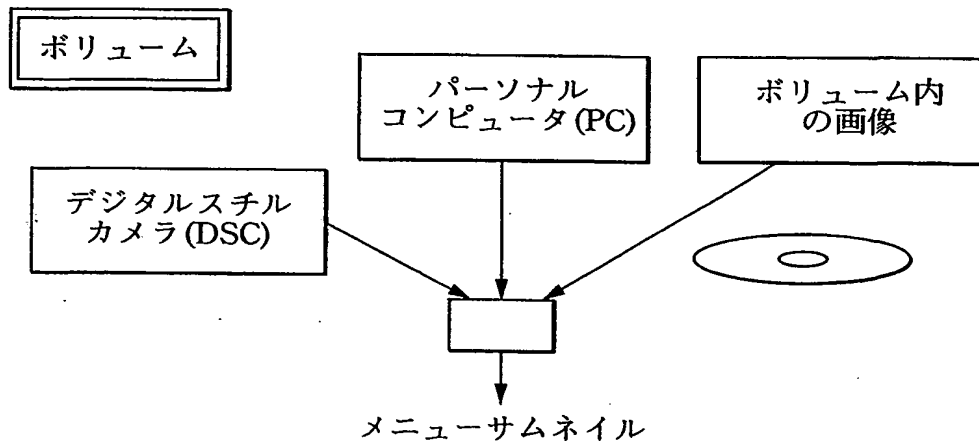 ボリューム
パーソナル
コンピュータ(PC)
ボリューム内
の画像
デジタルスチル
カメラ(DSC)
メニューサムネイル